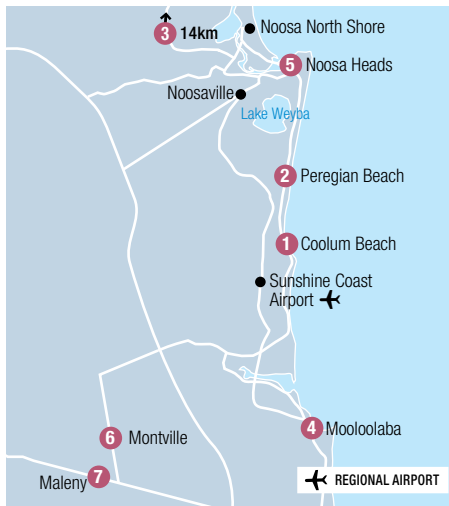 3 14km
Noosa North Shore
5 Noosa Heads
Noosaville
Lake Weyba
2 Peregian Beach
1 Coolum Beach
Sunshine Coast
Airport
4 Mooloolaba
6 Montville
7
Maleny
REGIONAL AIRPORT